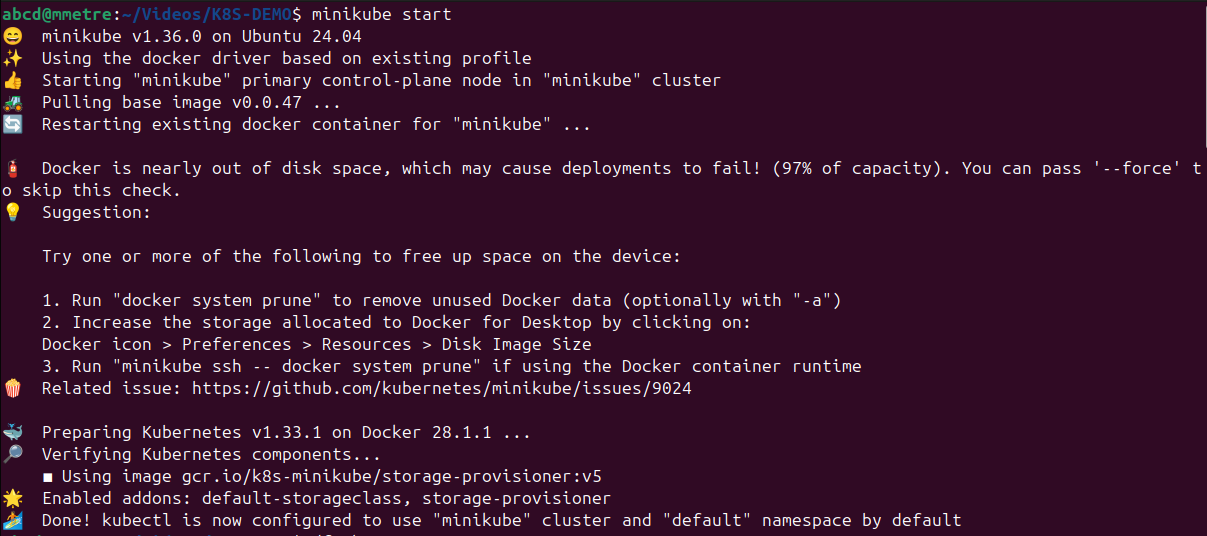 abcd@mmetre:~/Videos/K8S-DEMO$ minikube start
😄 minikube v1.36.0 on Ubuntu 24.04
✨ Using the docker driver based on existing profile
👍 Starting "minikube" primary control-plane node in "minikube" cluster
🚜 Pulling base image v0.0.47 ...
🔄 Restarting existing docker container for "minikube" ...
🧯 Docker is nearly out of disk space, which may cause deployments to fail! (97% of capacity). You can pass '--force' t
o skip this check.
💡 Suggestion:
Try one or more of the following to free up space on the device:
1. Run "docker system prune" to remove unused Docker data (optionally with "-a")
2. Increase the storage allocated to Docker for Desktop by clicking on:
Docker icon > Preferences > Resources > Disk Image Size
3. Run "minikube ssh -- docker system prune" if using the Docker container runtime
🍿 Related issue: https://github.com/kubernetes/minikube/issues/9024
🐳 Preparing Kubernetes v1.33.1 on Docker 28.1.1 ...
🔎 Verifying Kubernetes components...
▪ Using image gcr.io/k8s-minikube/storage-provisioner:v5
🌟 Enabled addons: default-storageclass, storage-provisioner
🏄 Done! kubectl is now configured to use "minikube" cluster and "default" namespace by default